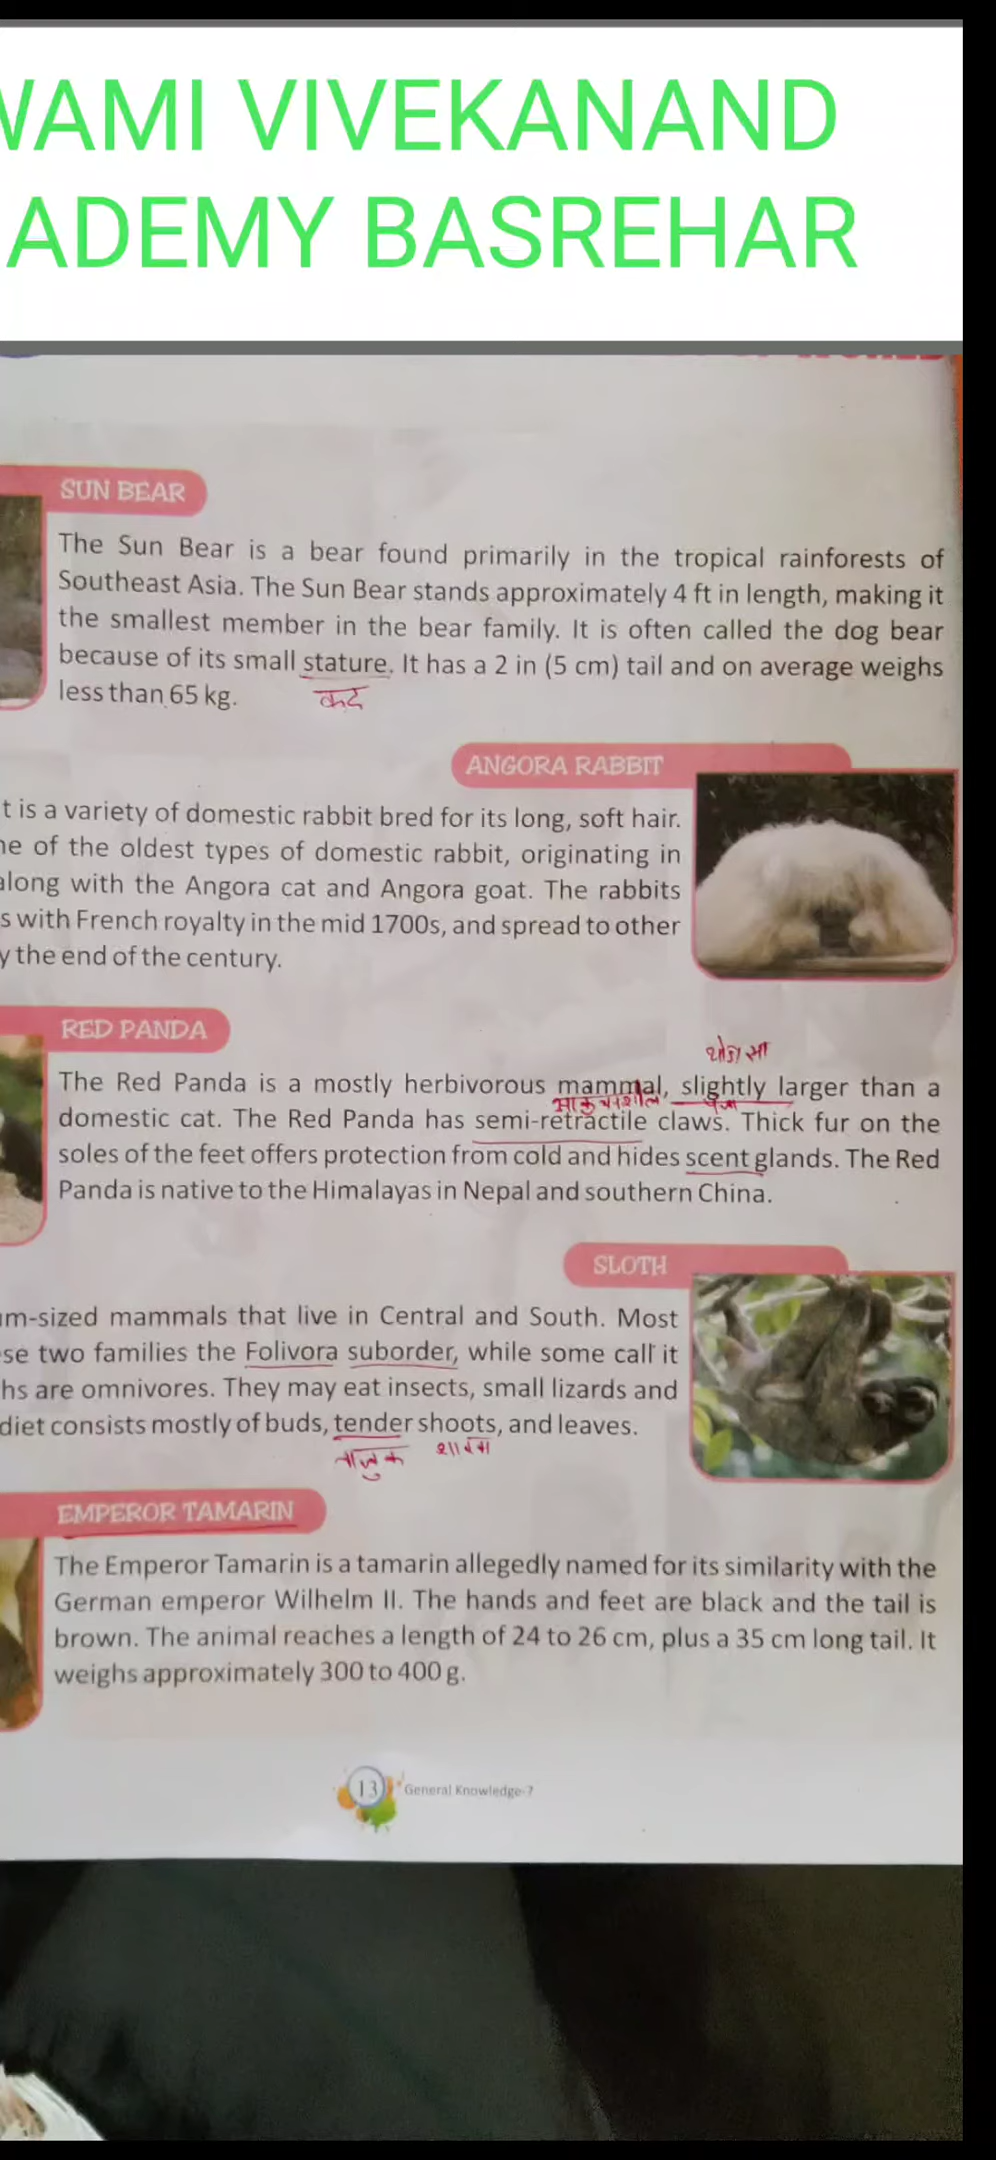 WAMI VIVEKANAND
ADEMY BASREHAR
SUN BEAR
The Sun Bear is a bear found primarily in the tropical rainforests of
Southeast Asia. The Sun Bear stands approximately 4 ft in length, making it
the smallest member in the bear family. It is often called the dog bear
because of its small stature. It has a 2 in (5 cm) tail and on average weighs
less than 65 kg.
कद
ANGORA RABBIT
t is a variety of domestic rabbit bred for its long, soft hair.
ne of the oldest types of domestic rabbit, originating in
along with the Angora cat and Angora goat. The rabbits
s with French royalty in the mid 1700s, and spread to other
y the end of the century.
RED PANDA
थोड़ा सा
The Red Panda is a mostly herbivorous mammal, slightly larger than a
पंजा
domestic cat. The Red Panda has semi-retractile claws. Thick fur on the
soles of the feet offers protection from cold and hides scent glands. The Red
Panda is native to the Himalayas in Nepal and southern China.
SLOTH
um-sized mammals that live in Central and South. Most
se two families the Folivora suborder, while some call it
hs are omnivores. They may eat insects, small lizards and
diet consists mostly of buds, tender shoots, and leaves.
नाजुक शाखा
EMPEROR TAMARIN
The Emperor Tamarin is a tamarin allegedly named for its similarity with the
German emperor Wilhelm II. The hands and feet are black and the tail is
brown. The animal reaches a length of 24 to 26 cm, plus a 35 cm long tail. It
weighs approximately 300 to 400 g.
13 General Knowledge-7